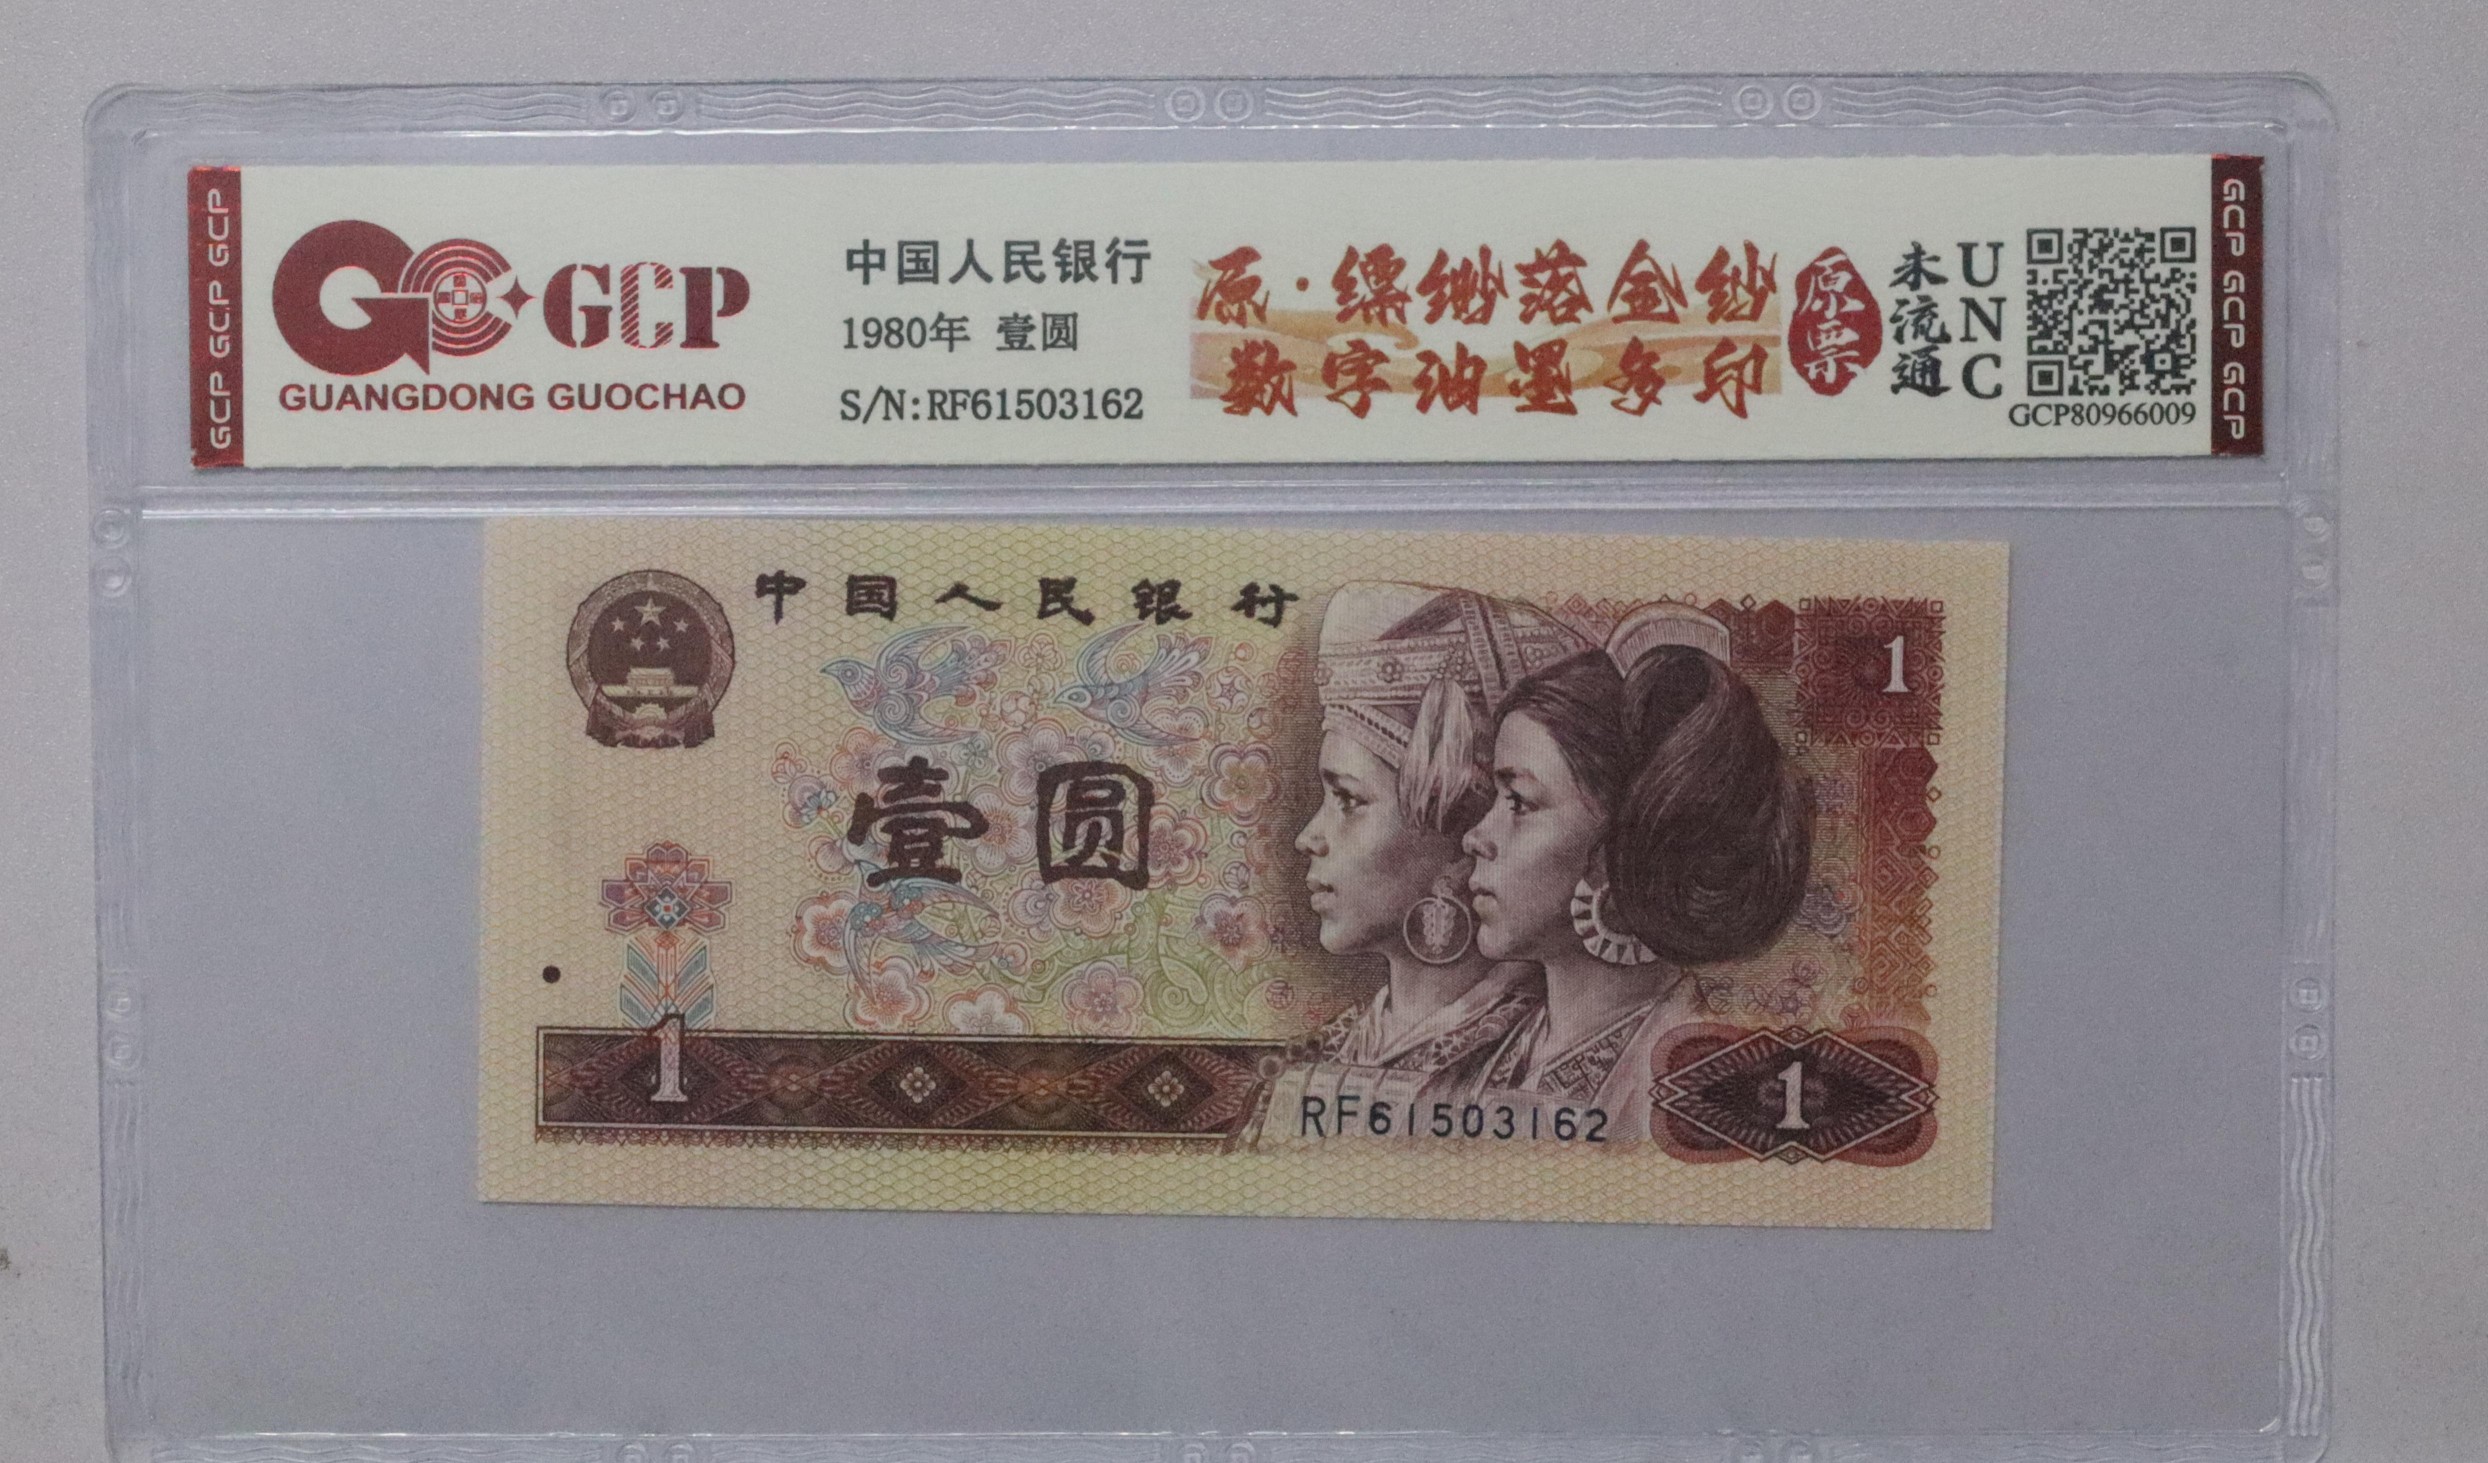 GCP GCP GCP
GCP
GUANGDONG GUOCHAO
中国人民银行
1980年 壹圆
S/N:RF61503162
原·缥缈落金纱
数字油墨多印
原票
未流通
UNC
GCP80966009
GCP GCP GCP
中国人民银行
1
壹圆
1
RF61503162
1